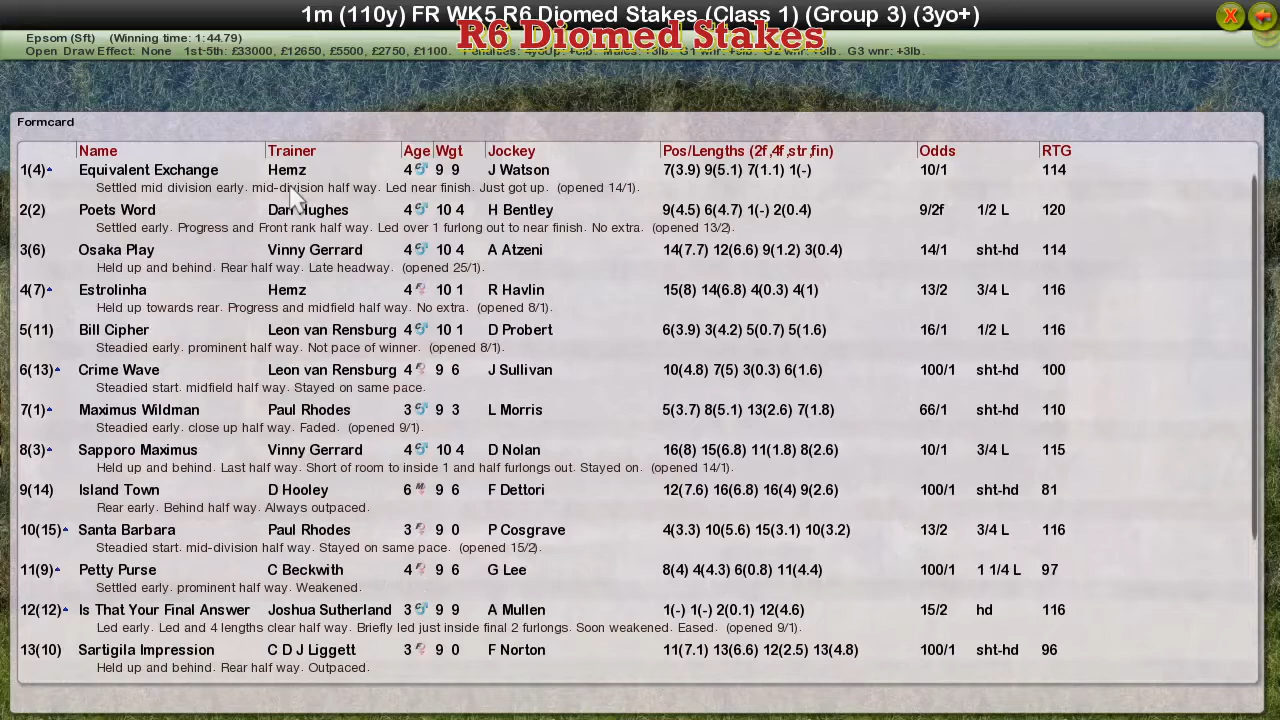 1m (110y) FR WK5 R6 Diomed Stakes (Class 1) (Group 3) (3yo+)
R6 Diomed Stakes
Epsom (Sft) (Winning time: 1:44.79)
Open Draw Effect: None 1st-5th: £33000, £12650, £5500, £2750, £1100. G3 wnr: +3lb.
Formcard
Name Trainer Age Wgt Jockey Pos/Lengths (2f,4f,str,fin) Odds RTG
1(4) Equivalent Exchange Hemz 4 9 9 J Watson 7(3.9) 9(5.1) 7(1.1) 1(-) 10/1 114
Settled mid division early. mid-division half way. Led near finish. Just got up. (opened 14/1).
2(2) Poets Word Dan Hughes 4 10 4 H Bentley 9(4.5) 6(4.7) 1(-) 2(0.4) 9/2f 1/2 L 120
Settled early. Progress and Front rank half way. Led over 1 furlong out to near finish. No extra. (opened 13/2).
3(6) Osaka Play Vinny Gerrard 4 10 4 A Atzeni 14(7.7) 12(6.6) 9(1.2) 3(0.4) 14/1 sht-hd 114
Held up and behind. Rear half way. Late headway. (opened 25/1).
4(7) Estrolinha Hemz 4 10 1 R Havlin 15(8) 14(6.8) 4(0.3) 4(1) 13/2 3/4 L 116
Held up towards rear. Progress and midfield half way. No extra. (opened 8/1).
5(11) Bill Cipher Leon van Rensburg 4 10 1 D Probert 6(3.9) 3(4.2) 5(0.7) 5(1.6) 16/1 1/2 L 116
Steadied early. prominent half way. Not pace of winner. (opened 8/1).
6(13) Crime Wave Leon van Rensburg 4 9 6 J Sullivan 10(4.8) 7(5) 3(0.3) 6(1.6) 100/1 sht-hd 100
Steadied start. midfield half way. Stayed on same pace.
7(1) Maximus Wildman Paul Rhodes 3 9 3 L Morris 5(3.7) 8(5.1) 13(2.6) 7(1.8) 66/1 sht-hd 110
Steadied early. close up half way. Faded. (opened 9/1).
8(3) Sapporo Maximus Vinny Gerrard 4 10 4 D Nolan 16(8) 15(6.8) 11(1.8) 8(2.6) 10/1 3/4 L 115
Held up and behind. Last half way. Short of room to inside 1 and half furlongs out. Stayed on. (opened 14/1).
9(14) Island Town D Hooley 6 9 6 F Dettori 12(7.6) 16(6.8) 16(4) 9(2.6) 100/1 sht-hd 81
Rear early. Behind half way. Always outpaced.
10(15) Santa Barbara Paul Rhodes 3 9 0 P Cosgrave 4(3.3) 10(5.6) 15(3.1) 10(3.2) 13/2 3/4 L 116
Steadied start. mid-division half way. Stayed on same pace. (opened 15/2).
11(9) Petty Purse C Beckwith 4 9 6 G Lee 8(4) 4(4.3) 6(0.8) 11(4.4) 100/1 1 1/4 L 97
Settled early. prominent half way. Weakened.
12(12) Is That Your Final Answer Joshua Sutherland 3 9 9 A Mullen 1(-) 1(-) 2(0.1) 12(4.6) 15/2 hd 116
Led early. Led and 4 lengths clear half way. Briefly led just inside final 2 furlongs. Soon weakened. Eased. (opened 9/1).
13(10) Sartigila Impression C D J Liggett 3 9 0 F Norton 11(7.1) 13(6.6) 12(2.5) 13(4.8) 100/1 sht-hd 96
Held up and behind. Rear half way. Outpaced.